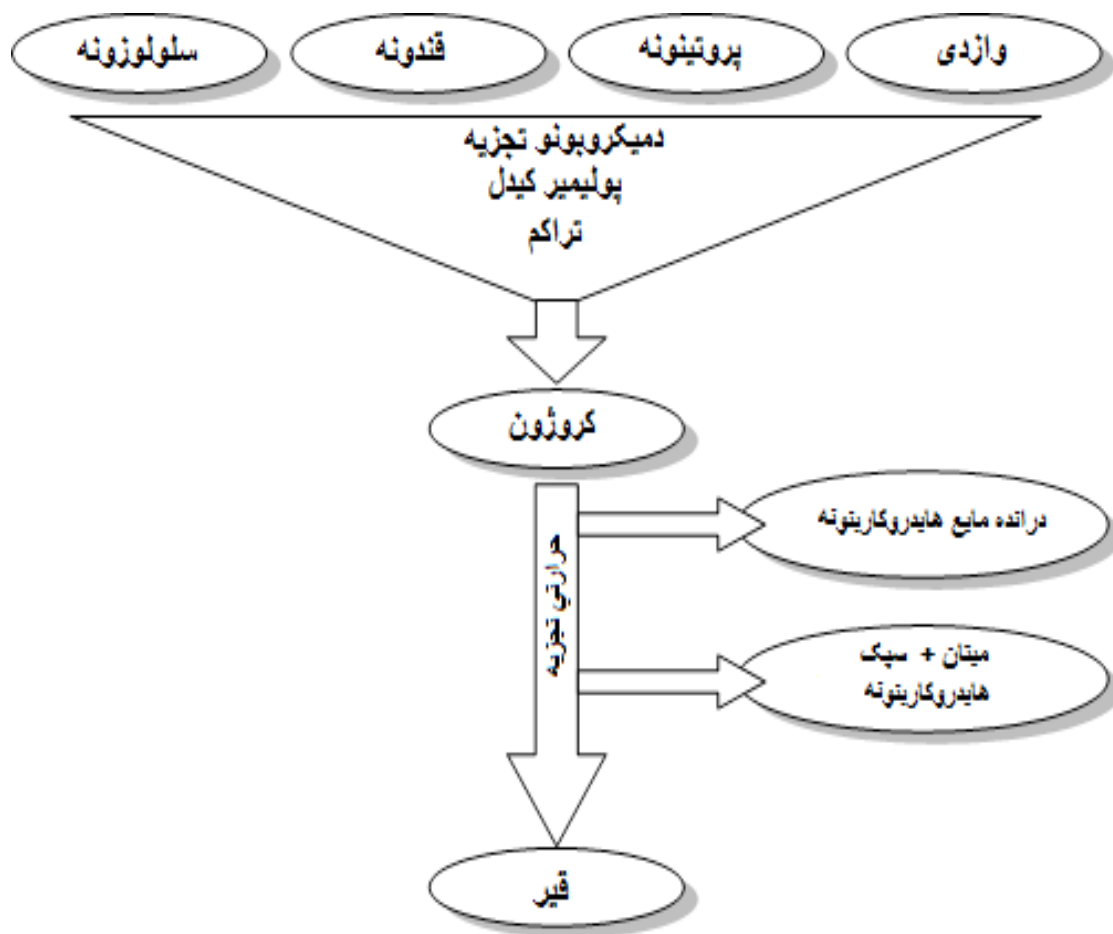 وازدی
پروتینونه
قندونه
سلولوزونه
دمیکروبونو تجزیه
پولیمیر کیدل
تراکم
کروژون
حرارتي تجزیه
درانده مایع هایدروکاربنونه
میتان + سپک
هایدروکاربنونه
قیر